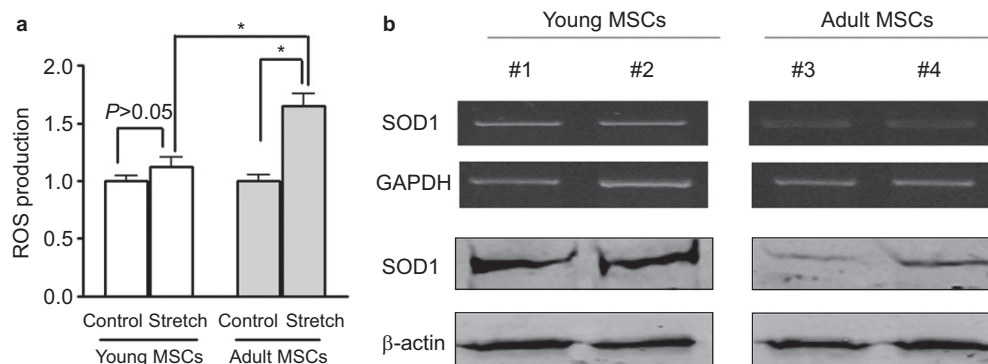 a
*
*
P>0.05
2.0
1.5
1.0
0.5
0.0
ROS production
Control Stretch Control Stretch
Young MSCs Adult MSCs
b
Young MSCs Adult MSCs
#1 #2 #3 #4
SOD1
GAPDH
SOD1
β-actin